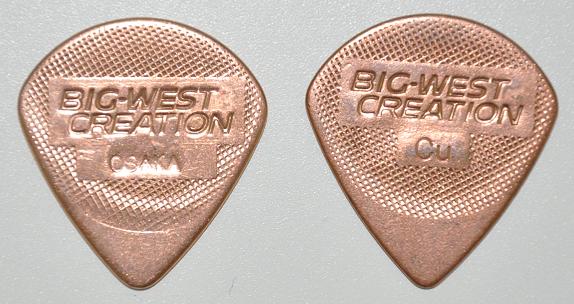 BIG-WEST
CREATION
OSAKA
BIG-WEST
CREATION
Cu